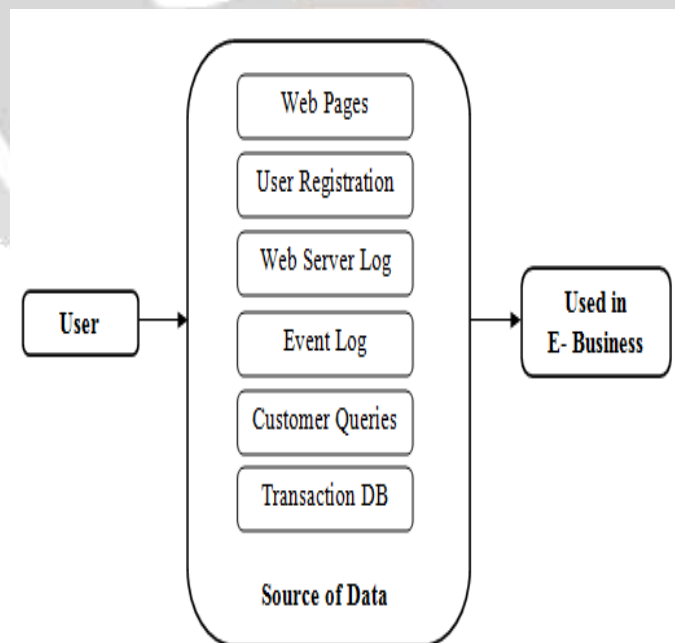 User
Web Pages
User Registration
Web Server Log
Event Log
Customer Queries
Transaction DB
Source of Data
Used in
E- Business